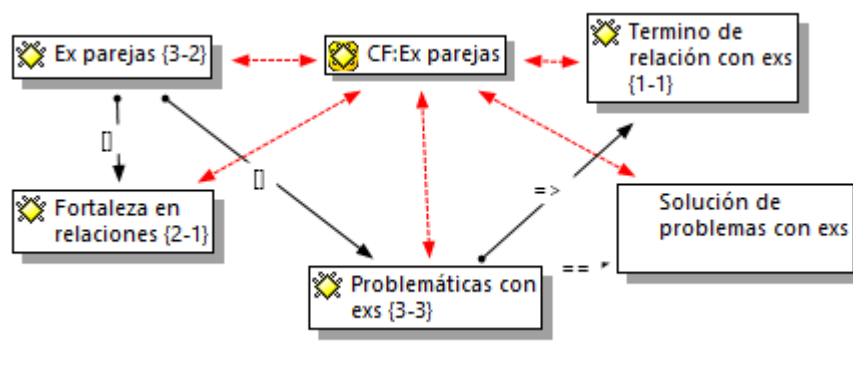 Ex parejas {3-2}
CF:Ex parejas
Termino de
relación con exs
{1-1}
[]
[]
=>
Fortaleza en
relaciones {2-1}
Solución de
problemas con exs
==
Problemáticas con
exs {3-3}